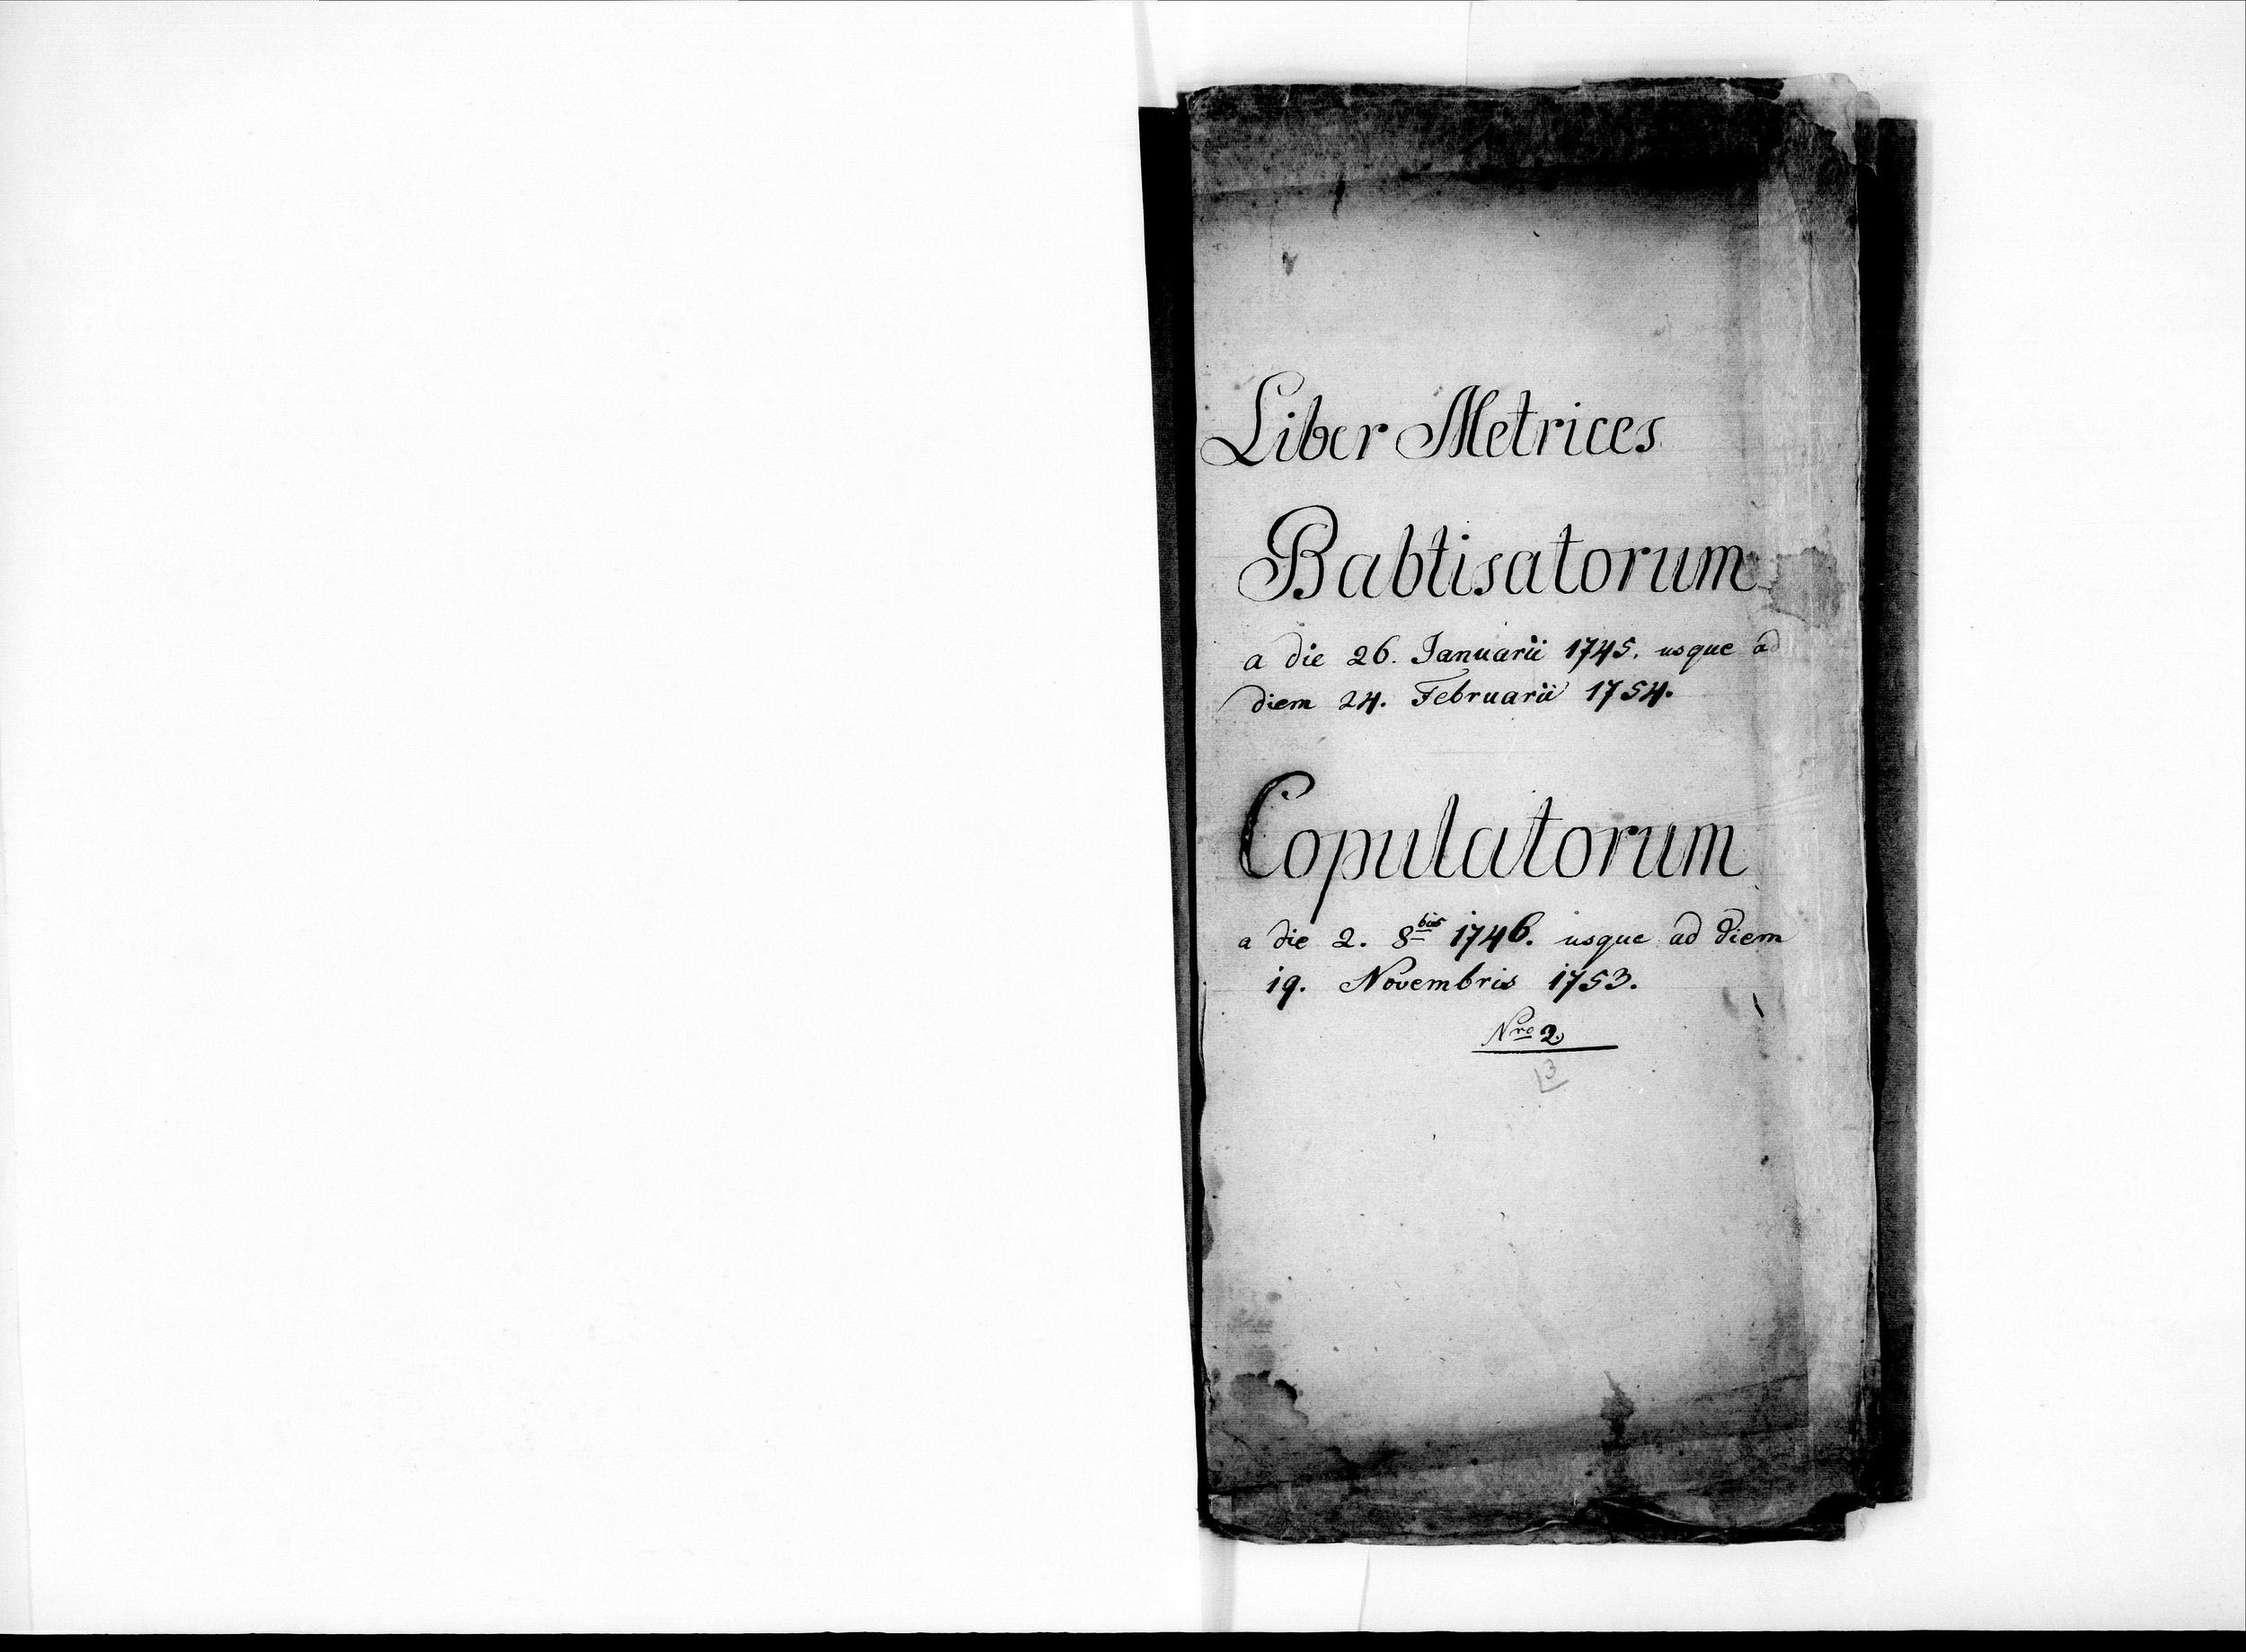 Liber Metrices
Babtisatorum
a die 26. Januarii 1745. usque ad
diem 24. Februarii 1754.
Copulatorum
a die 2. 8bris 1746. usque ad diem
19. Novembris 1753.
Nro 2.
3